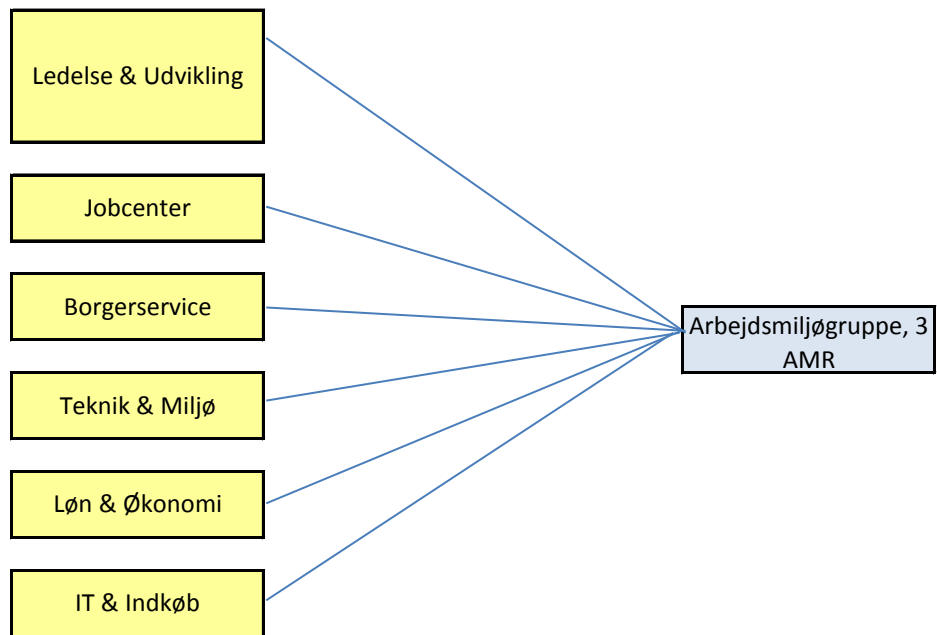 Ledelse & Udvikling
Jobcenter
Borgerservice
Teknik & Miljø
Løn & Økonomi
IT & Indkøb
Arbejdsmiljøgruppe, 3
AMR